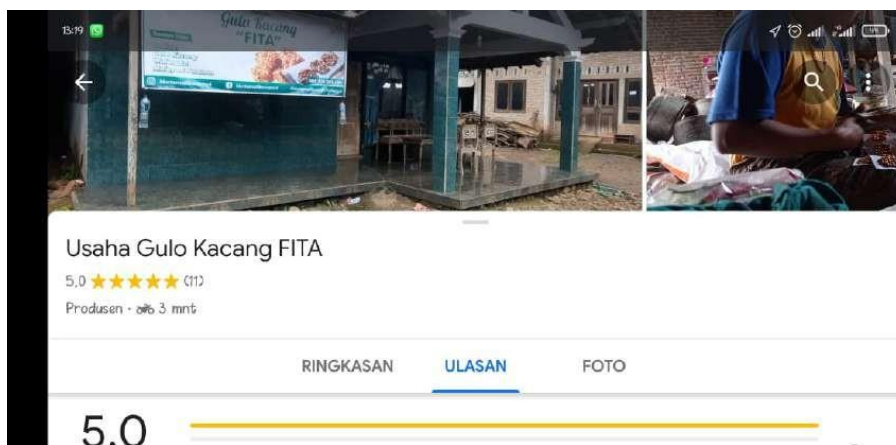 13:19
Gulo Kacang
"FITA"
Usaha Gulo Kacang FITA
5,0 (11)
Produsen · 3 mnt
RINGKASAN
ULASAN
FOTO
5,0